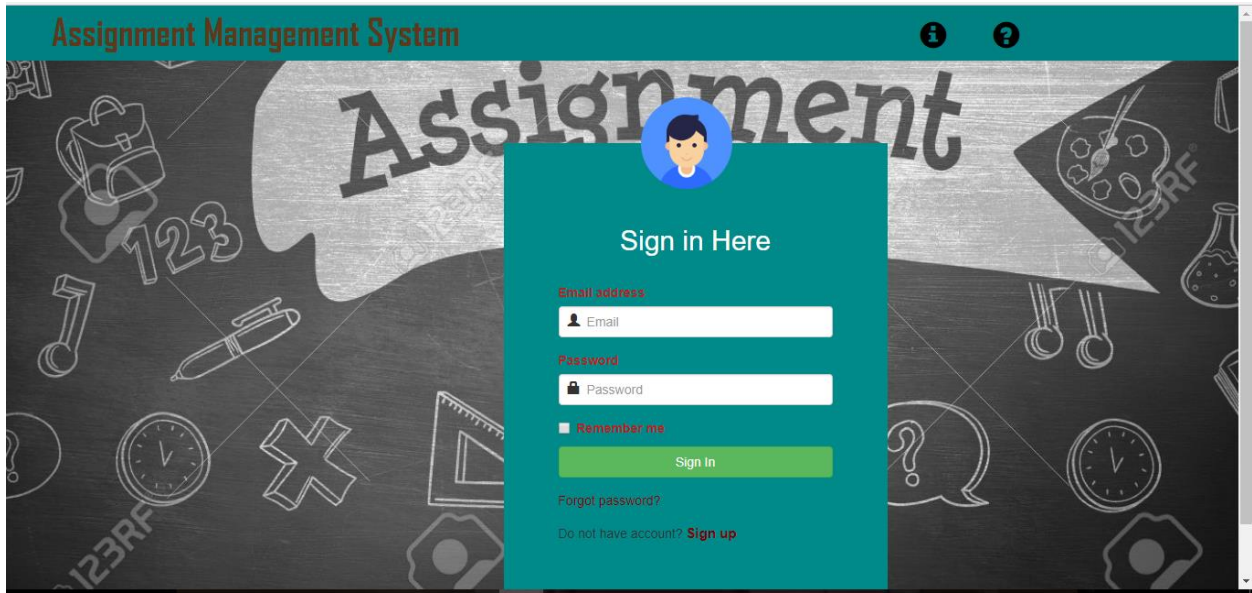 Assignment Management System
Assignment
123
Sign in Here
Email address
Email
Password
Password
Remember me
Sign In
Forgot password?
Do not have account? Sign up
123RF
123RF
123RF
123RF